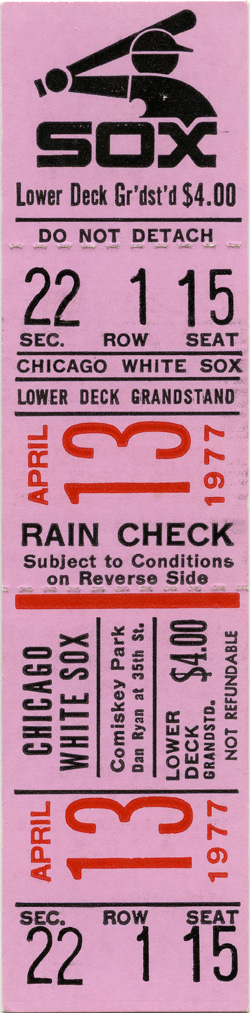 SOX
Lower Deck Gr'dst'd $4.00
DO NOT DETACH
22 1 15
SEC. ROW SEAT
CHICAGO WHITE SOX
LOWER DECK GRANDSTAND
APRIL 13 1977
RAIN CHECK
Subject to Conditions
on Reverse Side
CHICAGO
WHITE SOX
Comiskey Park
Dan Ryan at 35th St.
LOWER
DECK
GRANDSTD.
$4.00
NOT REFUNDABLE
APRIL 13 1977
SEC. ROW SEAT
22 1 15